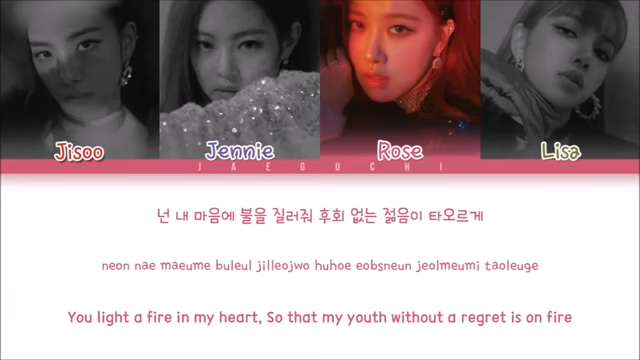 Jisoo Jennie Rose Lisa
JAEGUCHI
넌 내 마음에 불을 질러줘 후회 없는 젊음이 타오르게
neon nae maeume buleul jilleojwo huhoe eobsneun jeolmeumi taoleuge
You light a fire in my heart, So that my youth without a regret is on fire